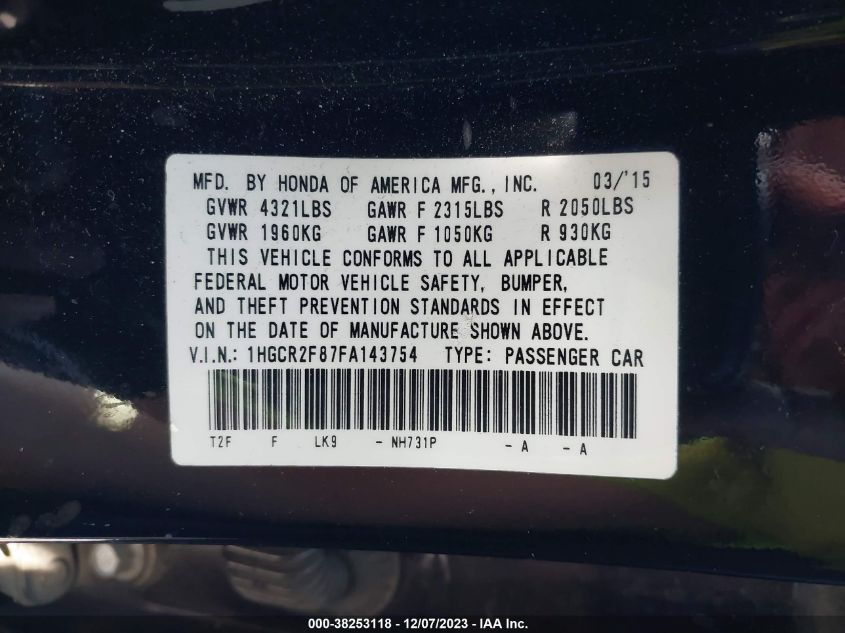 MFD. BY HONDA OF AMERICA MFG., INC. 03/'15
GVWR 4321LBS GAWR F 2315LBS R 2050LBS
GVWR 1960KG GAWR F 1050KG R 930KG
THIS VEHICLE CONFORMS TO ALL APPLICABLE
FEDERAL MOTOR VEHICLE SAFETY, BUMPER,
AND THEFT PREVENTION STANDARDS IN EFFECT
ON THE DATE OF MANUFACTURE SHOWN ABOVE.
V.I.N.: 1HGCR2F87FA143754 TYPE: PASSENGER CAR
T2F F LK9 - NH731P - A - A
000-38253118 - 12/07/2023 - IAA Inc.